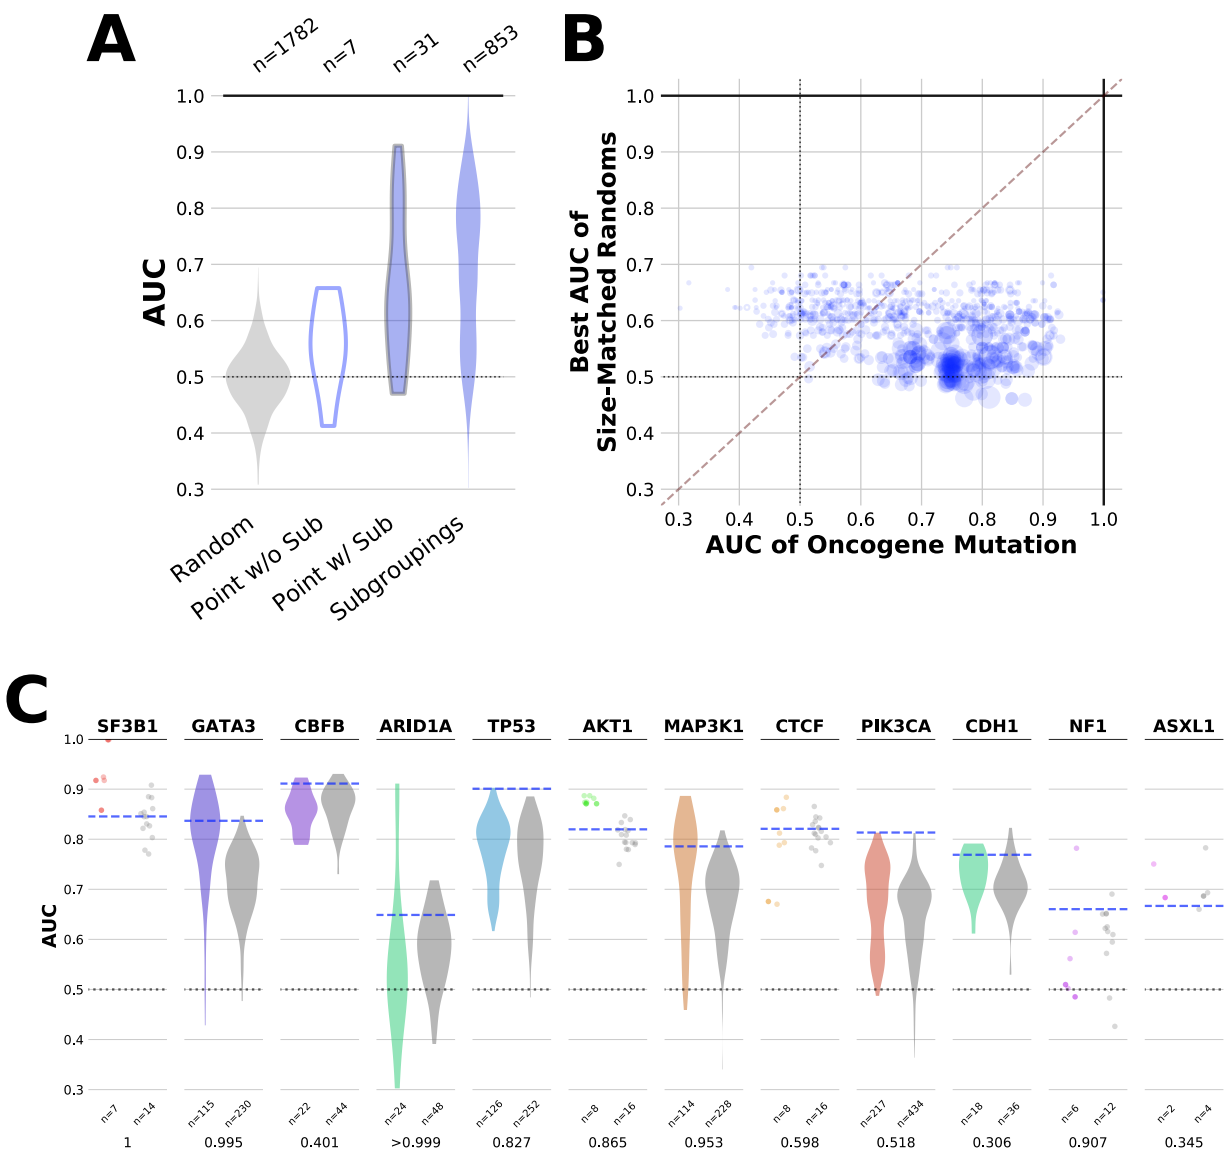 A
n=1782
n=7
n=31
n=853
1.0
0.9
0.8
0.7
0.6
0.5
0.4
0.3
AUC
Random
Point w/o Sub
Point w/ Sub
Subgroupings
B
1.0
0.9
0.8
0.7
0.6
0.5
0.4
0.3
Best AUC of
Size-Matched Randoms
0.3 0.4 0.5 0.6 0.7 0.8 0.9 1.0
AUC of Oncogene Mutation
C
SF3B1 GATA3 CBFB ARID1A TP53 AKT1 MAP3K1 CTCF PIK3CA CDH1 NF1 ASXL1
1.0
0.9
0.8
0.7
0.6
0.5
0.4
0.3
AUC
n=7 n=14 n=115 n=230 n=22 n=44 n=24 n=48 n=126 n=252 n=8 n=16 n=114 n=228 n=8 n=16 n=217 n=434 n=18 n=36 n=6 n=12 n=2 n=4
1 0.995 0.401 >0.999 0.827 0.865 0.953 0.598 0.518 0.306 0.907 0.345